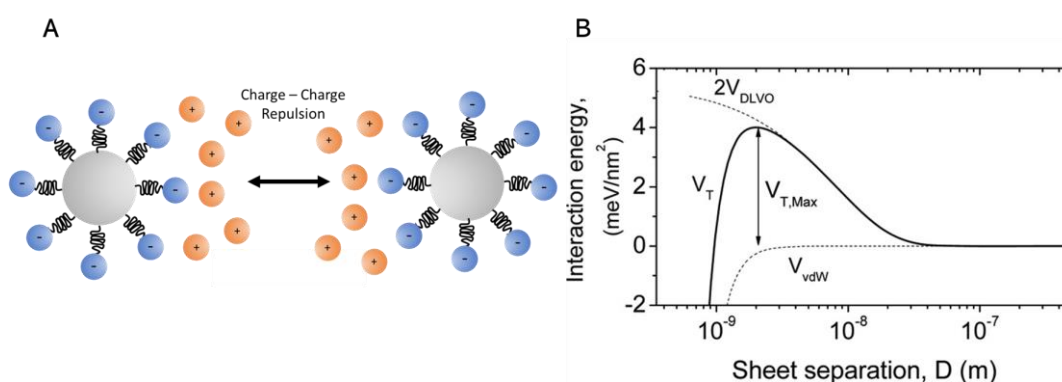 A
Charge – Charge
Repulsion
- - - - - - - -
+ + + + + + +
+ + + + + + +
- - - - - - - -
B
Interaction energy,
(meV/nm²)
6
4
2
0
-2
2V_DLVO
V_T
V_T,Max
V_vdW
10⁻⁹
10⁻⁸
10⁻⁷
Sheet separation, D (m)